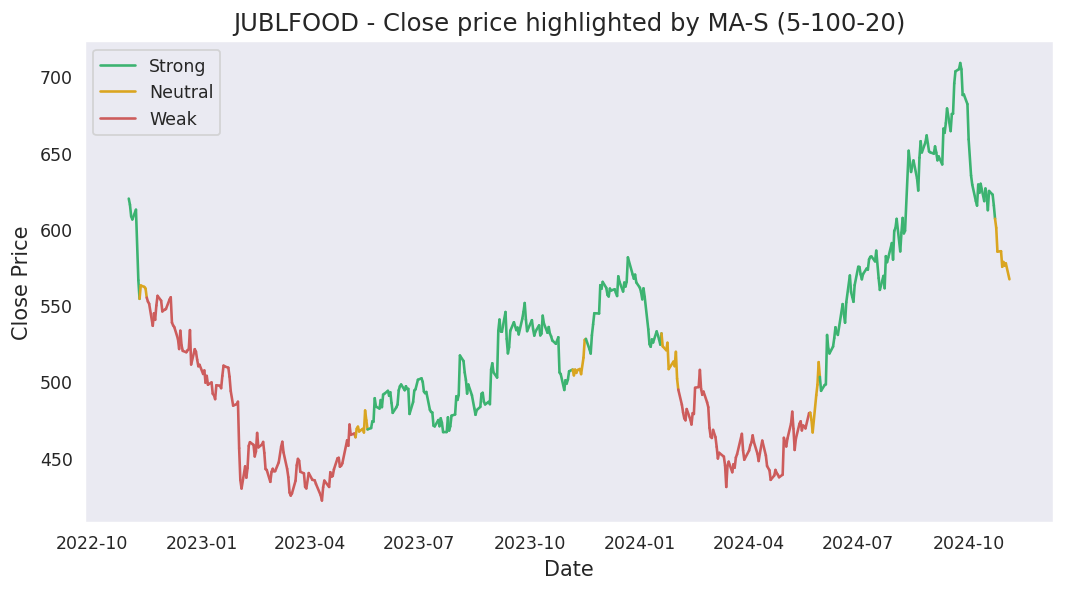 JUBLFOOD - Close price highlighted by MA-S (5-100-20)
Strong
Neutral
Weak
Close Price
700
650
600
550
500
450
2022-10 2023-01 2023-04 2023-07 2023-10 2024-01 2024-04 2024-07 2024-10
Date